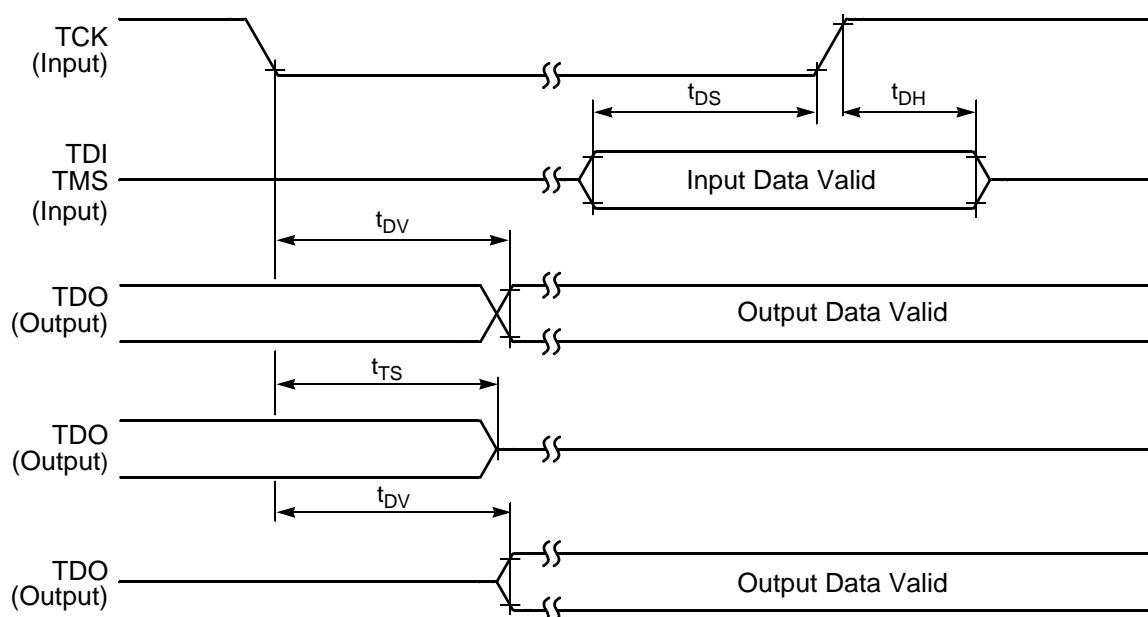 TCK
(Input)
tDS
tDH
TDI
TMS
(Input)
Input Data Valid
tDV
TDO
(Output)
Output Data Valid
tTS
TDO
(Output)
tDV
TDO
(Output)
Output Data Valid